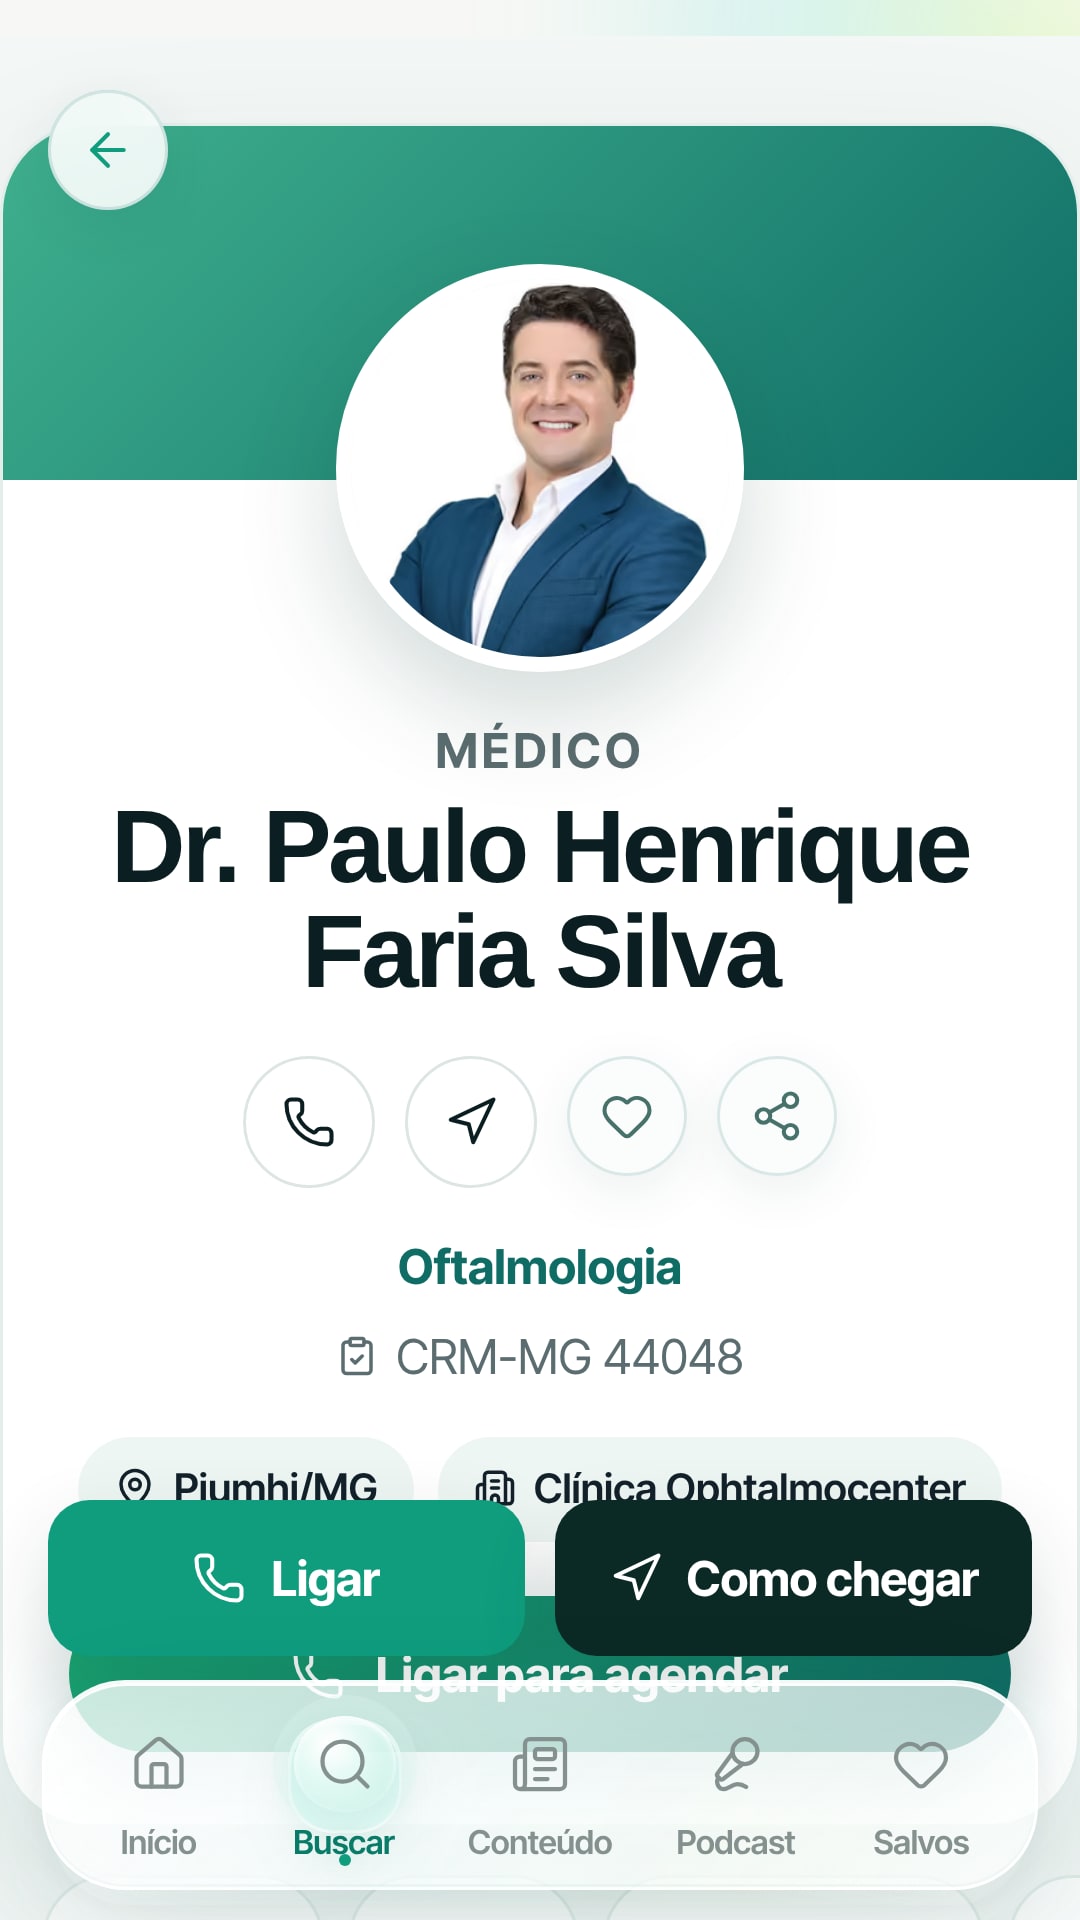 MÉDICO
Dr. Paulo Henrique
Faria Silva
Oftalmologia
CRM-MG 44048
Piumhi/MG
Clínica Ophtalmocenter
Ligar
Como chegar
Ligar para agendar
Início
Buscar
Conteúdo
Podcast
Salvos